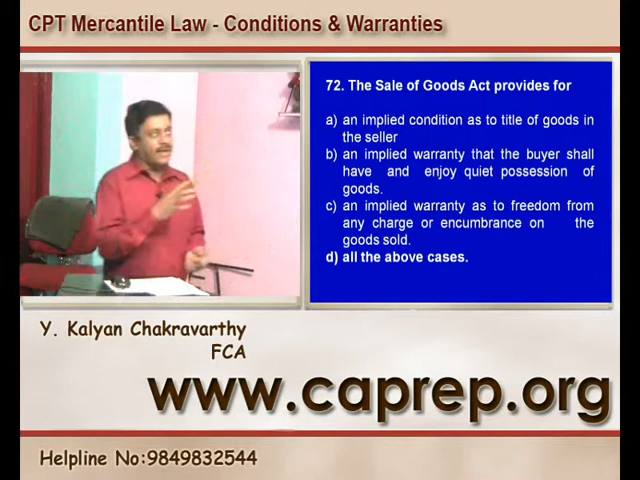 CPT Mercantile Law - Conditions & Warranties
72. The Sale of Goods Act provides for
a) an implied condition as to title of goods in
the seller
b) an implied warranty that the buyer shall
have and enjoy quiet possession of
goods.
c) an implied warranty as to freedom from
any charge or encumbrance on the
goods sold.
d) all the above cases.
Y. Kalyan Chakravarthy
FCA
www.caprep.org
Helpline No:9849832544